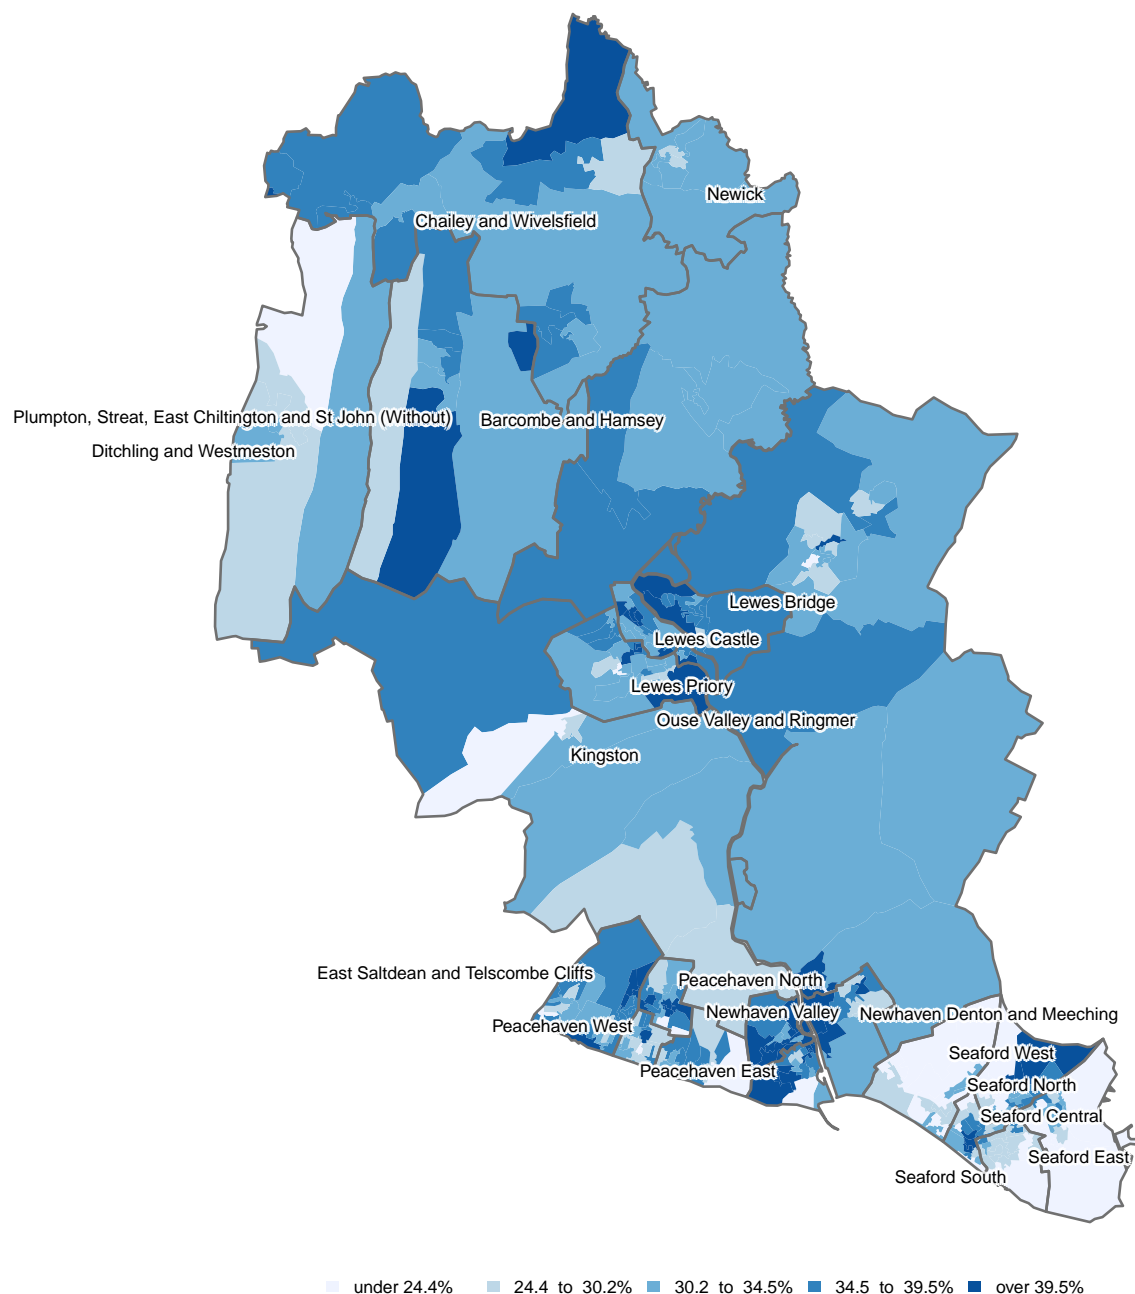 Newick
Chailey and Wivelsfield
Plumpton, Streat, East Chiltington and St John (Without)
Barcombe and Hamsey
Ditchling and Westmeston
Lewes Bridge
Lewes Castle
Lewes Priory
Ouse Valley and Ringmer
Kingston
East Saltdean and Telscombe Cliffs
Peacehaven North
Newhaven Valley
Newhaven Denton and Meeching
Peacehaven West
Seaford West
Peacehaven East
Seaford North
Seaford Central
Seaford East
Seaford South
under 24.4% 24.4 to 30.2% 30.2 to 34.5% 34.5 to 39.5% over 39.5%